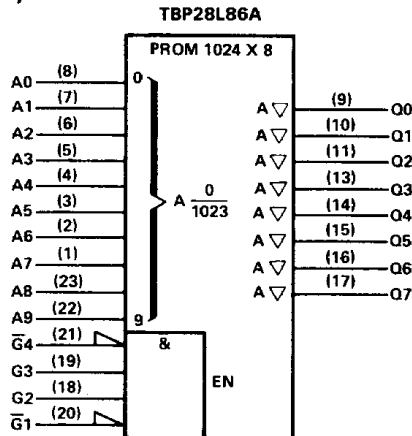 TBP28L86A
PROM 1024 X 8
A0 (8) 0
A1 (7)
A2 (6)
A3 (5)
A4 (4)
A5 (3)
A6 (2)
A7 (1)
A8 (23)
A9 (22) 9
A 0
1023
A ▽ (9) Q0
A ▽ (10) Q1
A ▽ (11) Q2
A ▽ (13) Q3
A ▽ (14) Q4
A ▽ (15) Q5
A ▽ (16) Q6
A ▽ (17) Q7
G̅4 (21) &
G3 (19)
G2 (18)
G̅1 (20)
EN